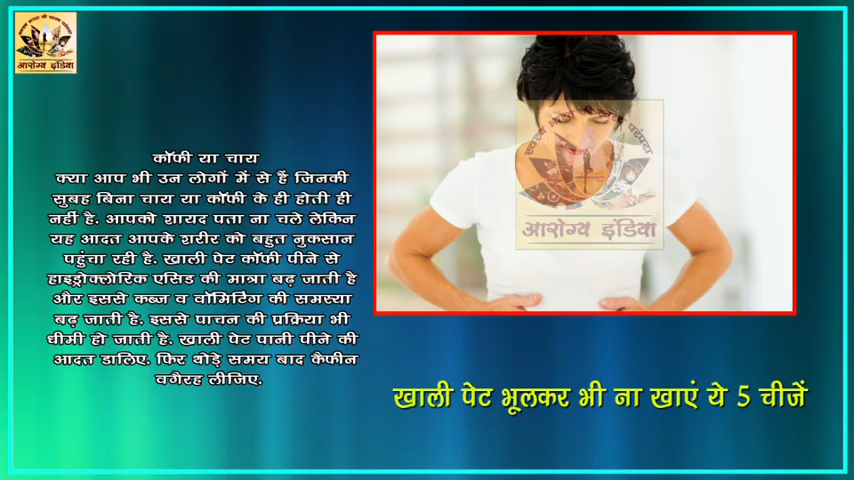 आरोग्य इंडिया
कॉफी या चाय
क्या आप भी उन लोगों में से हैं जिनकी
सुबह बिना चाय या कॉफी के ही होती ही
नहीं है. आपको शायद पता ना चले लेकिन
यह आदत आपके शरीर को बहुत नुकसान
पहुंचा रही है. खाली पेट कॉफी पीने से
हाइड्रोक्लोरिक एसिड की मात्रा बढ़ जाती है
और इससे कब्ज व वॉमिटिंग की समस्या
बढ़ जाती है. इससे पाचन की प्रक्रिया भी
धीमी हो जाती है. खाली पेट पानी पीने की
आदत डालिए. फिर थोड़े समय बाद कैफीन
वगैरह लीजिए.
आरोग्य इंडिया
खाली पेट भूलकर भी ना खाएं ये 5 चीजें